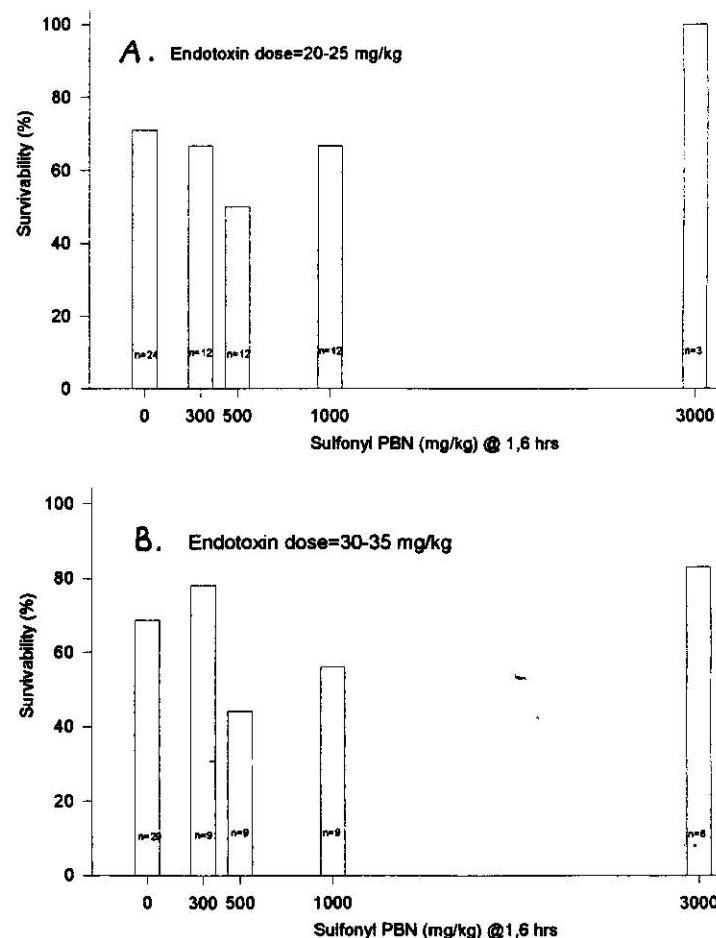 100
A. Endotoxin dose=20-25 mg/kg
80
60
40
20
0
Survivability (%)
n=24 n=12 n=12 n=12 n=3
0 300 500 1000 3000
Sulfonyl PBN (mg/kg) @ 1,6 hrs
100
B. Endotoxin dose=30-35 mg/kg
80
60
40
20
0
Survivability (%)
n=29 n=9 n=9 n=9 n=6
0 300 500 1000 3000
Sulfonyl PBN (mg/kg) @1,6 hrs